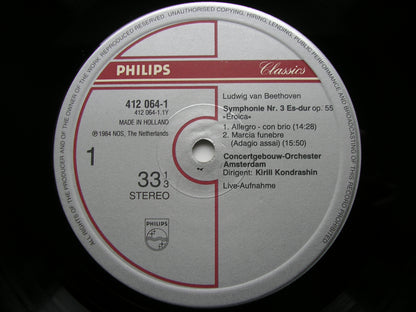 ALL RIGHTS OF THE PRODUCER AND OF THE OWNER OF THE WORK REPRODUCED RESERVED. UNAUTHORISED COPYING, HIRING, LENDING, PUBLIC PERFORMANCE AND BROADCASTING OF THIS RECORD PROHIBITED
PHILIPS
Classics
412 064-1
412 064-1.1Y
MADE IN HOLLAND
Ⓟ 1984 NOS, The Netherlands
1
33 1/3
STEREO
Ludwig van Beethoven
Symphonie Nr. 3 Es-dur op. 55
»Eroica«
1. Allegro - con brio (14:28)
2. Marcia funebre
(Adagio assai) (15:50)
Concertgebouw-Orchester
Amsterdam
Dirigent: Kirill Kondrashin
Live-Aufnahme